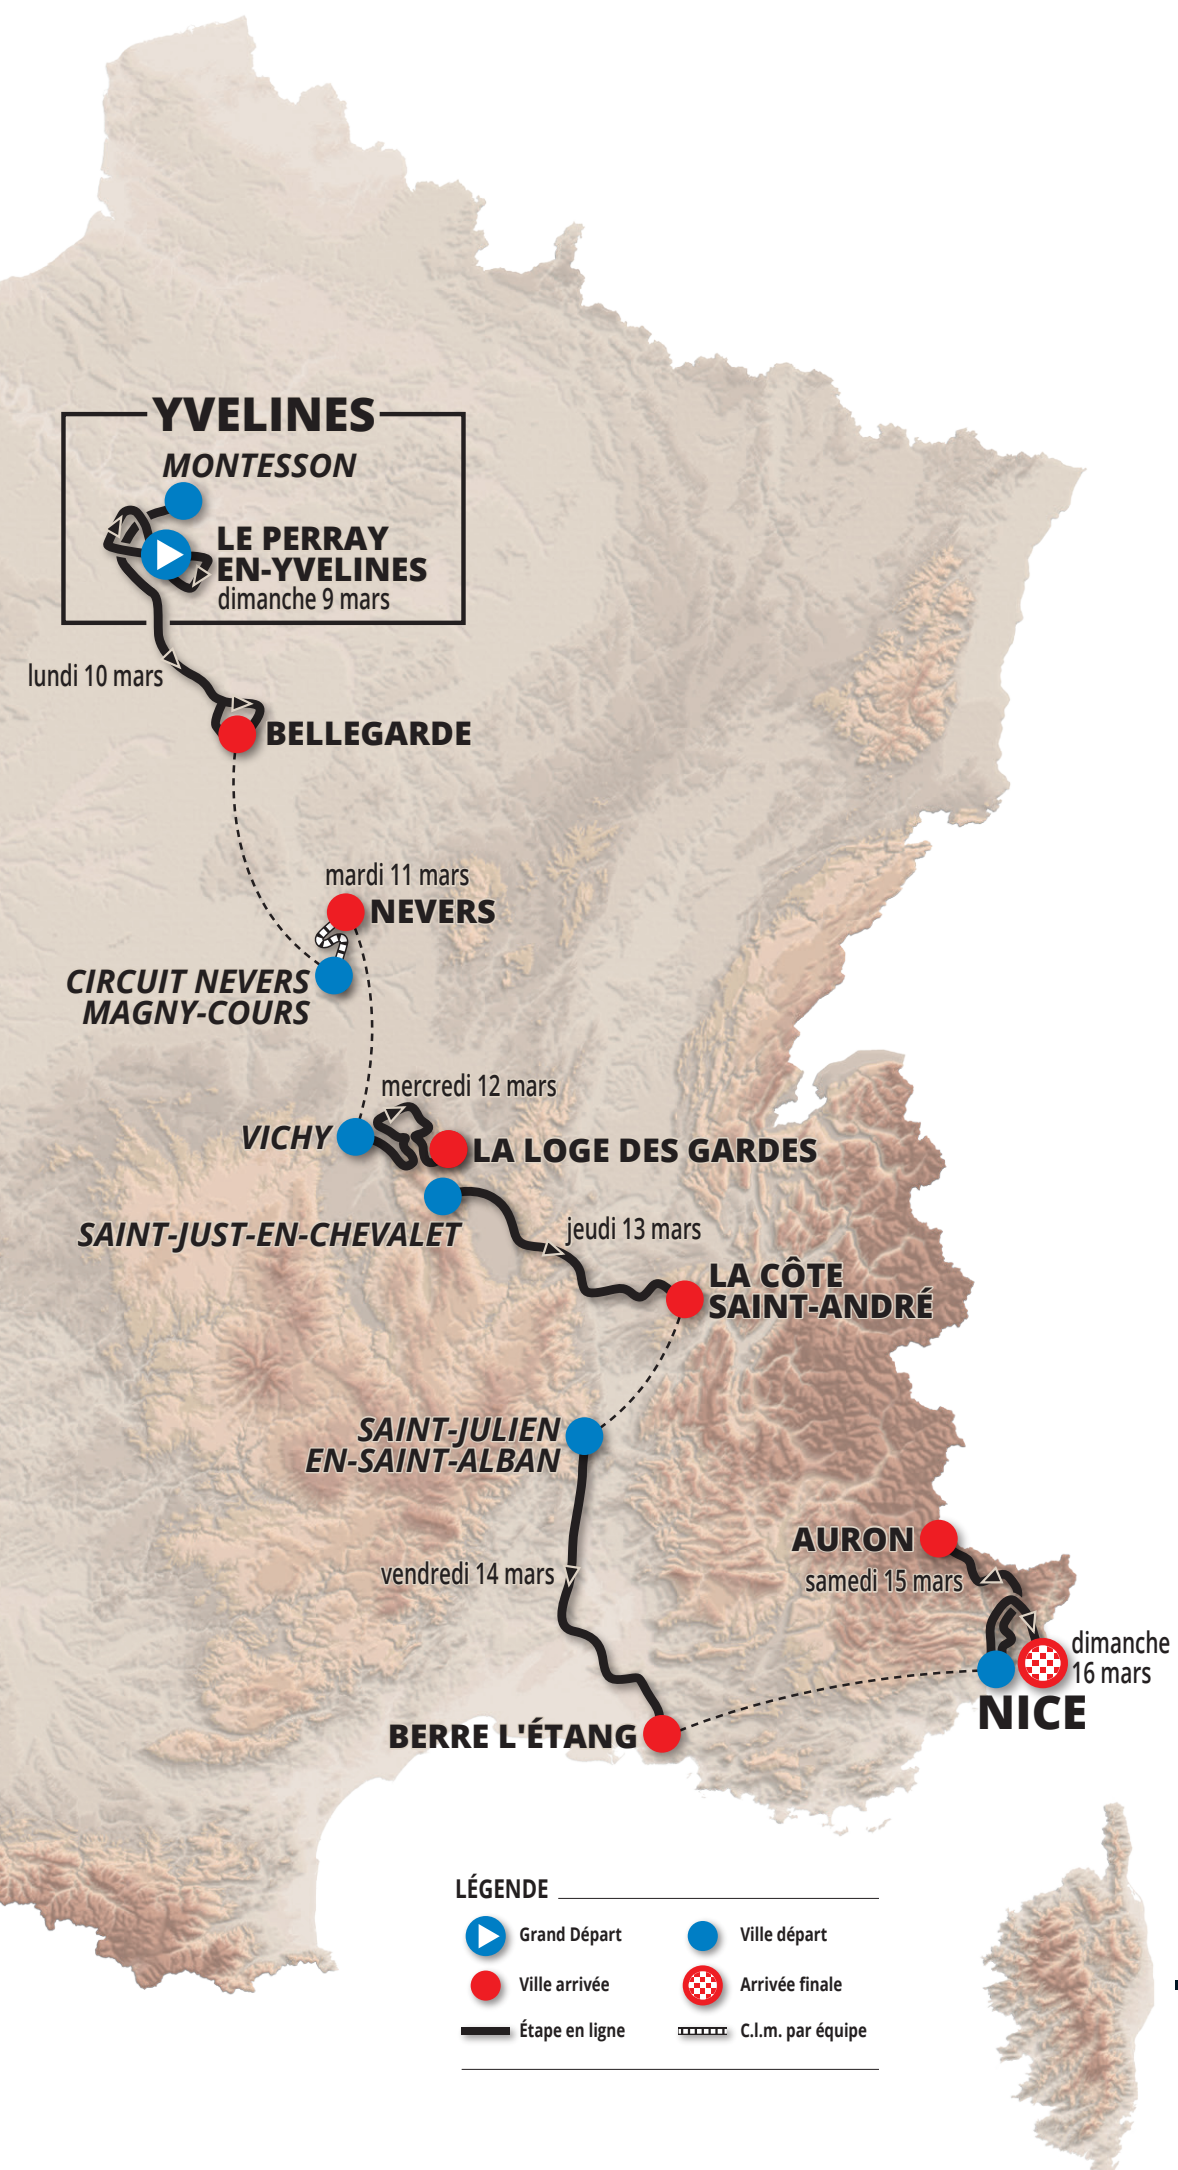 YVELINES
MONTESSON
LE PERRAY
EN-YVELINES
dimanche 9 mars
lundi 10 mars
BELLEGARDE
mardi 11 mars
NEVERS
CIRCUIT NEVERS
MAGNY-COURS
mercredi 12 mars
VICHY
LA LOGE DES GARDES
SAINT-JUST-EN-CHEVALET
jeudi 13 mars
LA CÔTE
SAINT-ANDRÉ
SAINT-JULIEN
EN-SAINT-ALBAN
vendredi 14 mars
AURON
samedi 15 mars
dimanche
16 mars
NICE
BERRE L'ÉTANG
LÉGENDE
Grand Départ
Ville départ
Ville arrivée
Arrivée finale
Étape en ligne
C.l.m. par équipe